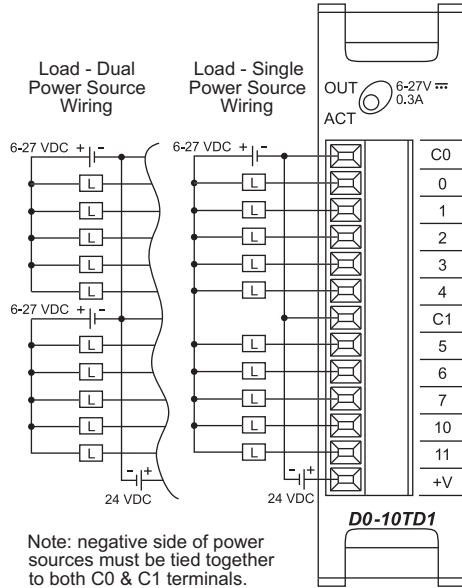 Load - Dual
Power Source
Wiring
Load - Single
Power Source
Wiring
OUT
ACT
6-27V ⎓
0.3A
6-27 VDC + -
L
L
L
L
L
6-27 VDC + -
L
L
L
L
L
- +
24 VDC
6-27 VDC + -
L
L
L
L
L
L
L
L
L
L
- +
24 VDC
C0
0
1
2
3
4
C1
5
6
7
10
11
+V
D0-10TD1
Note: negative side of power
sources must be tied together
to both C0 & C1 terminals.